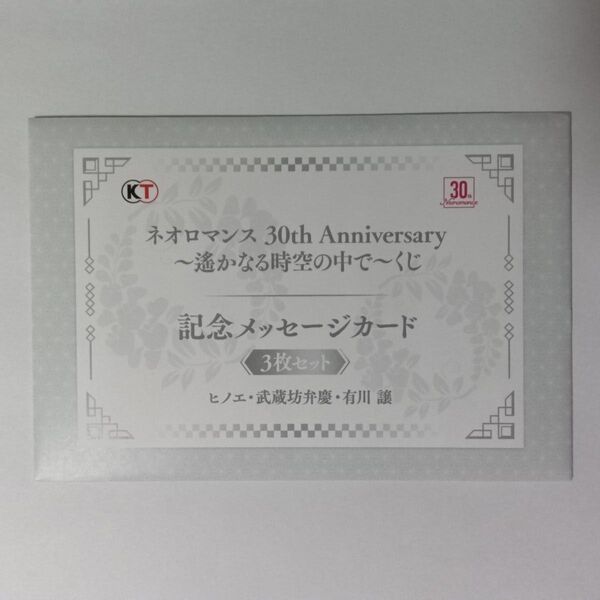 KT
30th
Neoromance
ネオロマンス 30th Anniversary
〜遙かなる時空の中で〜くじ
記念メッセージカード
3枚セット
ヒノエ・武蔵坊弁慶・有川 譲